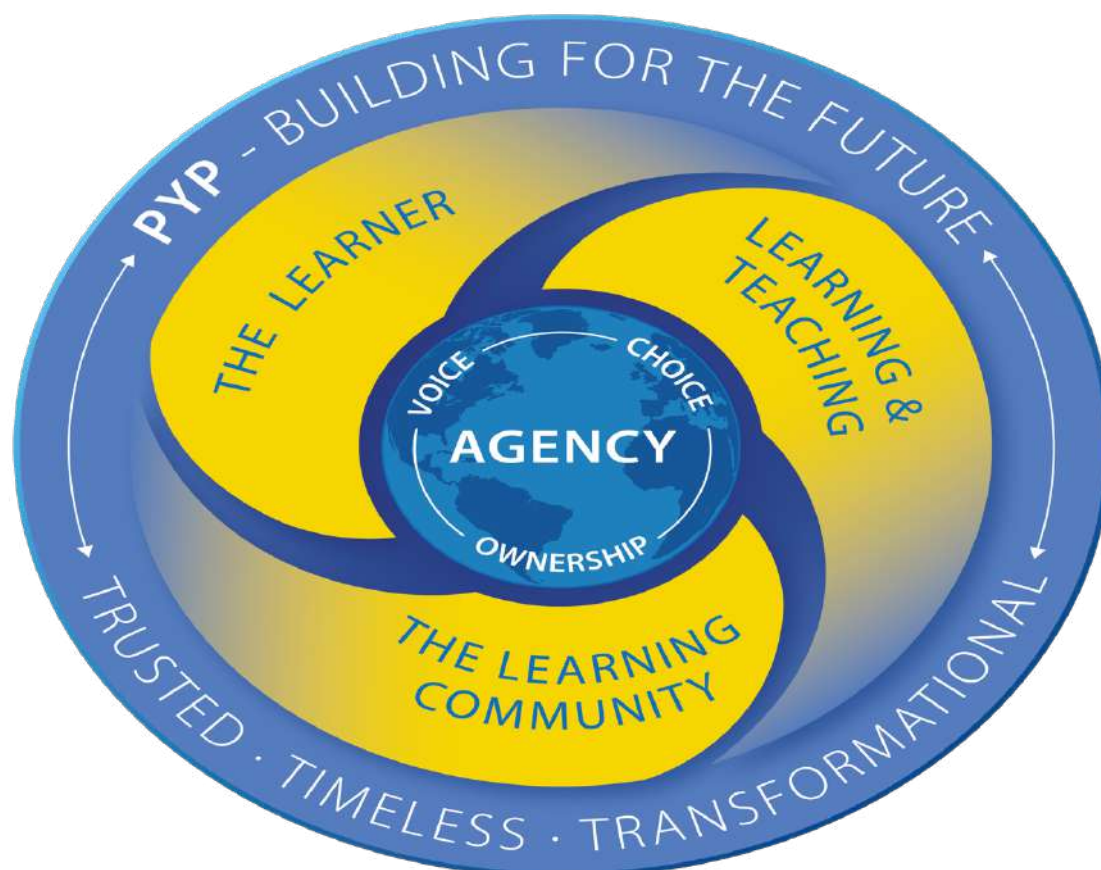 PYP - BUILDING FOR THE FUTURE
THE LEARNER
LEARNING &
TEACHING
VOICE
CHOICE
AGENCY
OWNERSHIP
THE LEARNING
COMMUNITY
TRUSTED · TIMELESS · TRANSFORMATIONAL